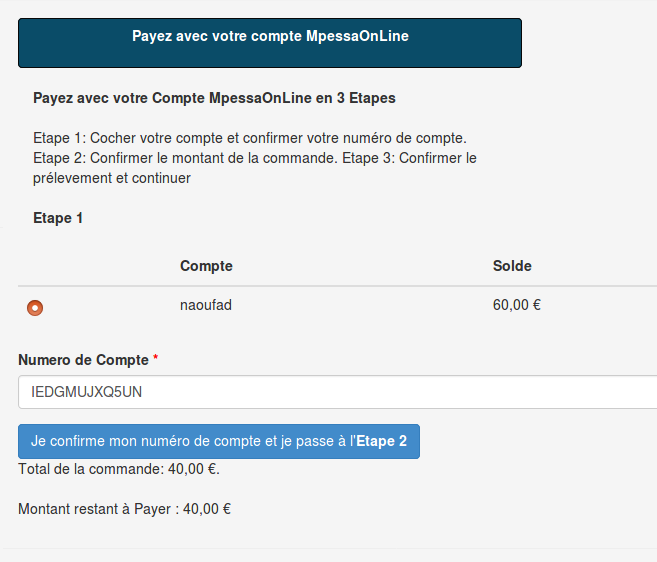 Payez avec votre compte MpessaOnLine
Payez avec votre Compte MpessaOnLine en 3 Etapes
Etape 1: Cocher votre compte et confirmer votre numéro de compte.
Etape 2: Confirmer le montant de la commande. Etape 3: Confirmer le
prélevement et continuer
Etape 1
Compte Solde
naoufad 60,00 €
Numero de Compte *
IEDGMUJXQ5UN
Je confirme mon numéro de compte et je passe à l'Etape 2
Total de la commande: 40,00 €.
Montant restant à Payer : 40,00 €